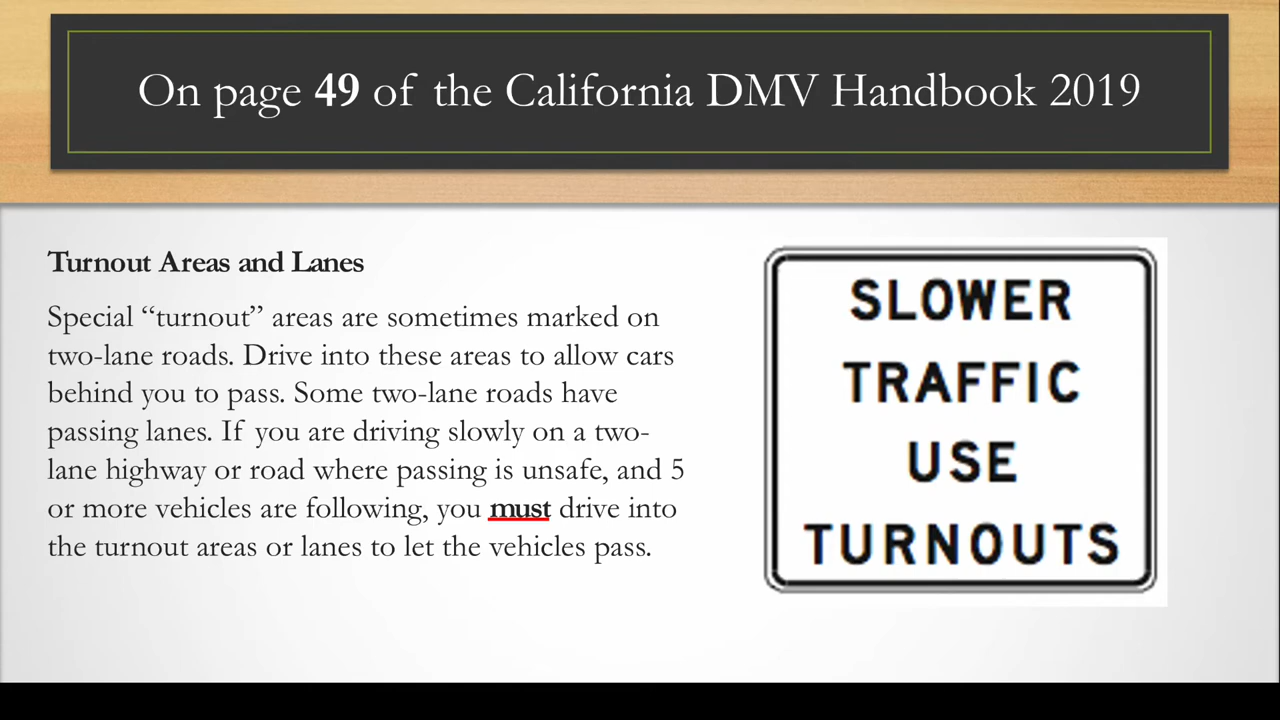 On page 49 of the California DMV Handbook 2019
Turnout Areas and Lanes
Special “turnout” areas are sometimes marked on
two-lane roads. Drive into these areas to allow cars
behind you to pass. Some two-lane roads have
passing lanes. If you are driving slowly on a two-
lane highway or road where passing is unsafe, and 5
or more vehicles are following, you must drive into
the turnout areas or lanes to let the vehicles pass.
SLOWER
TRAFFIC
USE
TURNOUTS